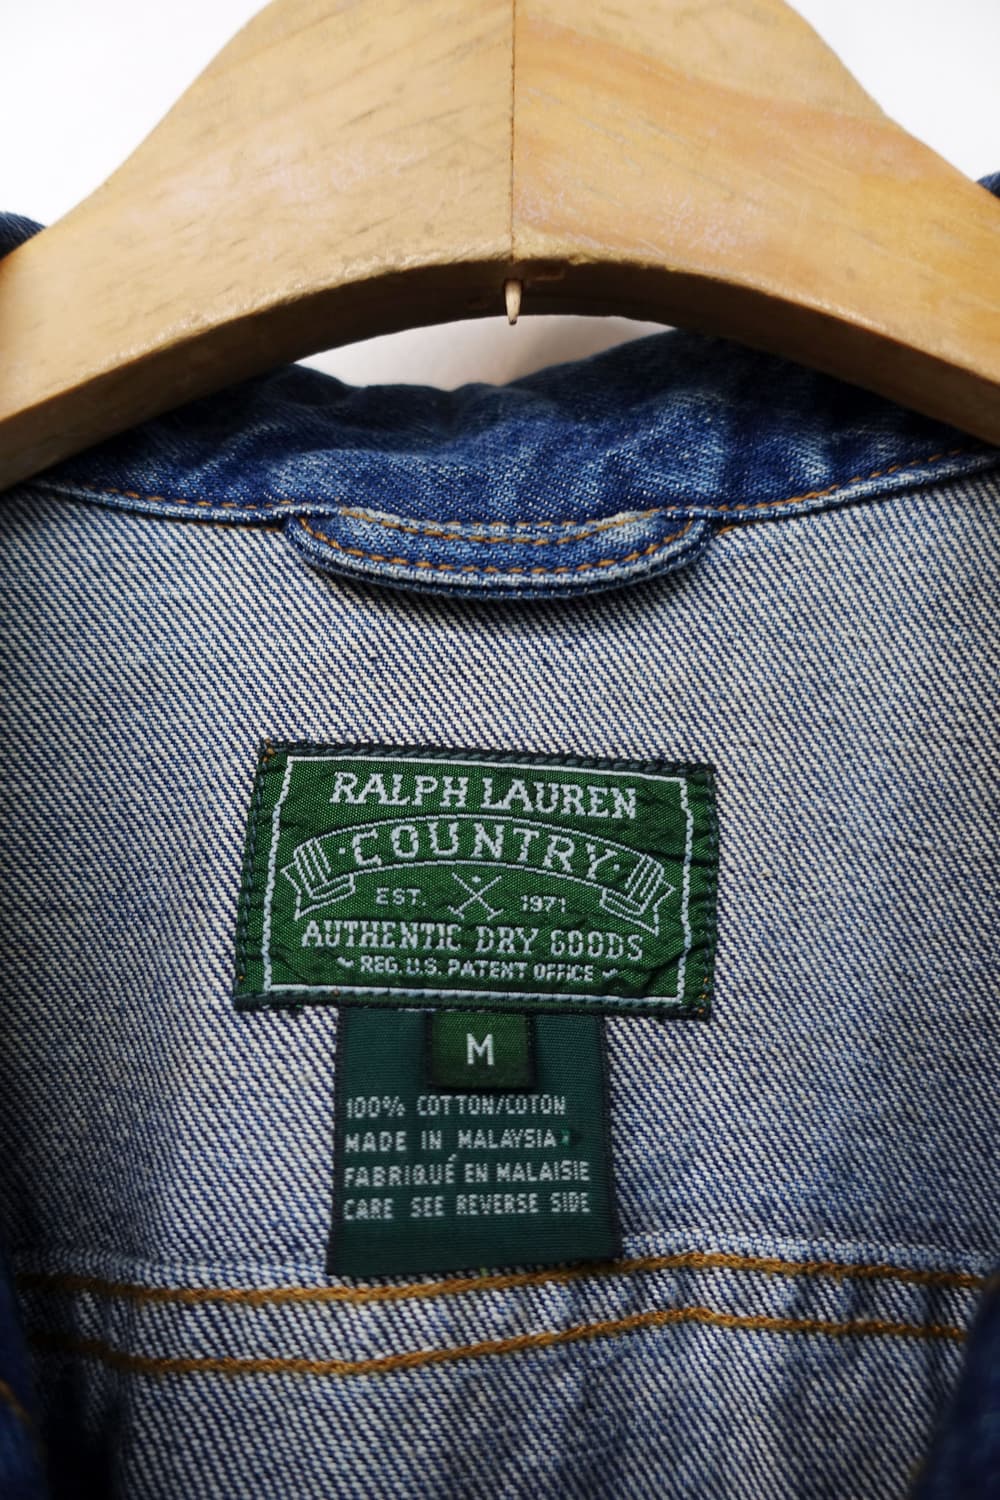 RALPH LAUREN
·COUNTRY·
EST. 1971
AUTHENTIC DRY GOODS
~ REG. U.S. PATENT OFFICE ~
M
100% COTTON/COTON
MADE IN MALAYSIA
FABRIQUÉ EN MALAISIE
CARE SEE REVERSE SIDE